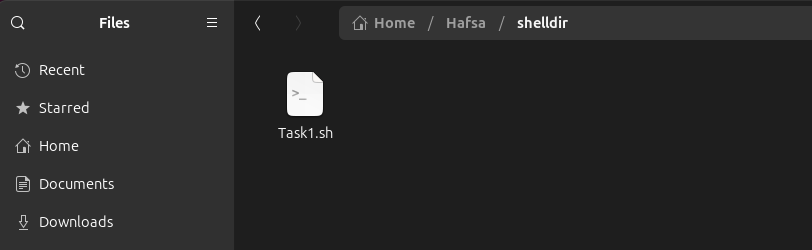 Files
Home / Hafsa / shelldir
Recent
Starred
Home
Documents
Downloads
>_
Task1.sh